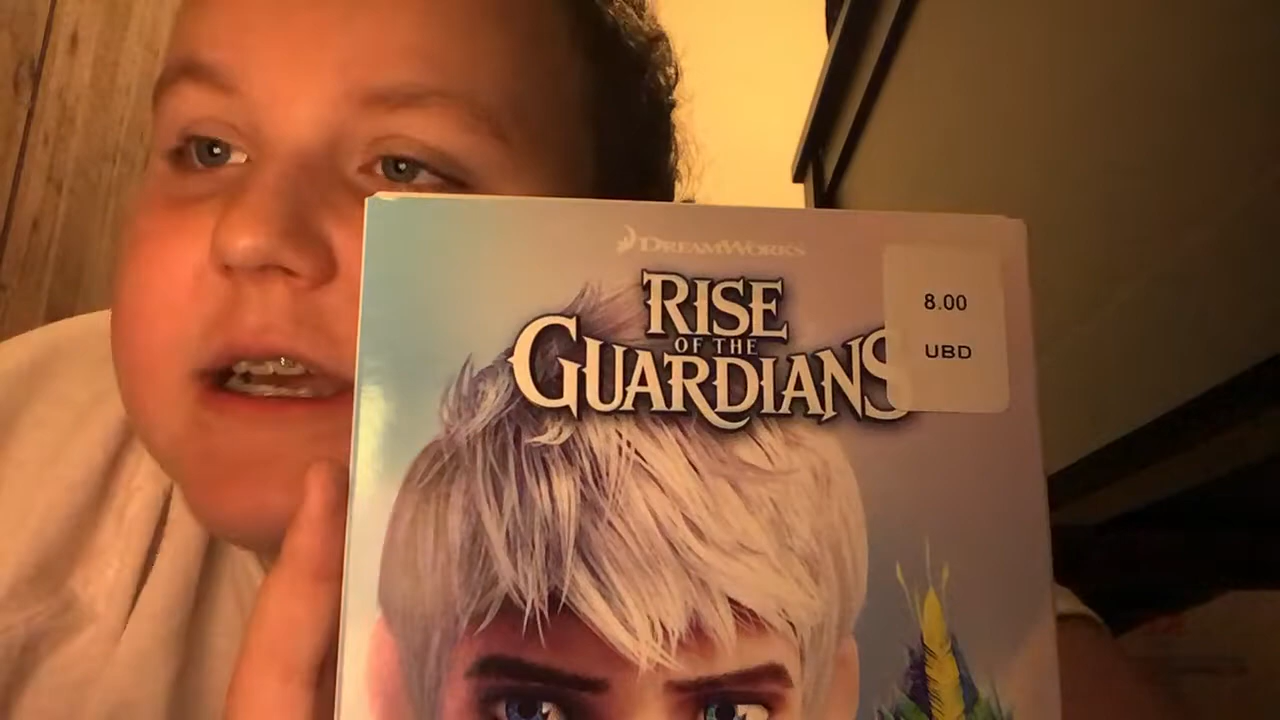 DREAMWORKS
RISE
OF THE
GUARDIANS
8.00
UBD